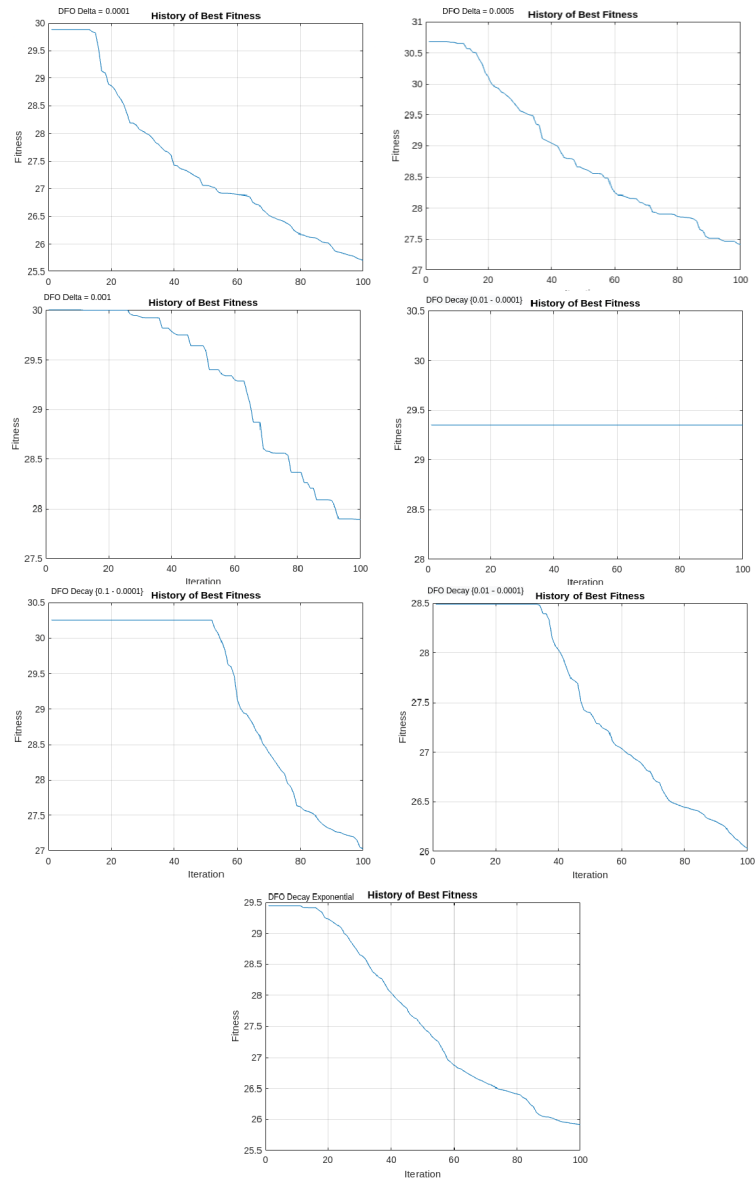 DFO Delta = 0.0001
History of Best Fitness
30
29.5
29
28.5
28
27.5
27
26.5
26
25.5
Fitness
0 20 40 60 80 100
DFO Delta = 0.0005
History of Best Fitness
31
30.5
30
29.5
29
28.5
28
27.5
27
Fitness
0 20 40 60 80 100
DFO Delta = 0.001
History of Best Fitness
30
29.5
29
28.5
28
27.5
Fitness
0 20 40 60 80 100
Iteration
DFO Decay {0.01 - 0.0001}
History of Best Fitness
30.5
30
29.5
29
28.5
28
Fitness
0 20 40 60 80 100
Iteration
DFO Decay {0.1 - 0.0001}
History of Best Fitness
30.5
30
29.5
29
28.5
28
27.5
27
Fitness
0 20 40 60 80 100
Iteration
DFO Decay {0.01 - 0.0001}
History of Best Fitness
28.5
28
27.5
27
26.5
26
Fitness
0 20 40 60 80 100
Iteration
DFO Decay Exponential
History of Best Fitness
29.5
29
28.5
28
27.5
27
26.5
26
25.5
Fitness
0 20 40 60 80 100
Iteration